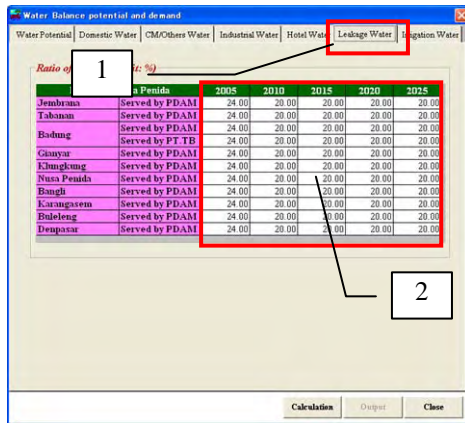 Water Balance potential and demand
Water Potential Domestic Water CM/Others Water Industrial Water Hotel Water Leakage Water Irrigation Water
Ratio of %)
1
a Penida 2005 2010 2015 2020 2025
Jembrana Served by PDAM 24.00 20.00 20.00 20.00 20.00
Tabanan Served by PDAM 24.00 20.00 20.00 20.00 20.00
Badung Served by PDAM 24.00 20.00 20.00 20.00 20.00
Served by PT.TB 24.00 20.00 20.00 20.00 20.00
Gianyar Served by PDAM 24.00 20.00 20.00 20.00 20.00
Klungkung Served by PDAM 24.00 20.00 20.00 20.00 20.00
Nusa Penida Served by PDAM 24.00 20.00 20.00 20.00 20.00
Bangli Served by PDAM 24.00 20.00 20.00 20.00 20.00
Karangasem Served by PDAM 24.00 20.00 20.00 20.00 20.00
Buleleng Served by PDAM 24.00 20.00 20.00 20.00 20.00
Denpasar Served by PDAM 24.00 20.00 20.00 20.00 20.00
2
Calculation Output Close